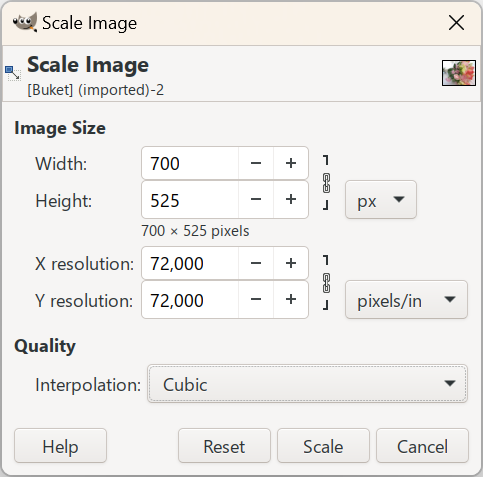 Scale Image
Scale Image
[Buket] (imported)-2
Image Size
Width: 700 − +
Height: 525 − + px
700 × 525 pixels
X resolution: 72,000 − +
Y resolution: 72,000 − + pixels/in
Quality
Interpolation: Cubic
Help Reset Scale Cancel